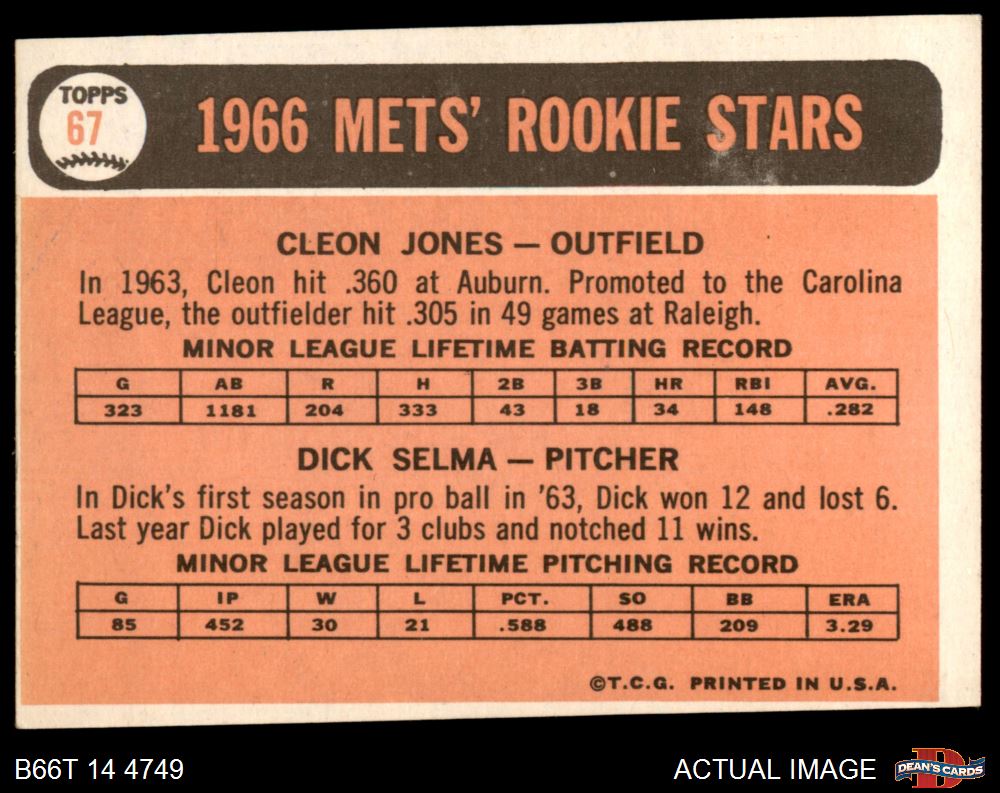 TOPPS
67
1966 METS' ROOKIE STARS
CLEON JONES — OUTFIELD
In 1963, Cleon hit .360 at Auburn. Promoted to the Carolina
League, the outfielder hit .305 in 49 games at Raleigh.
MINOR LEAGUE LIFETIME BATTING RECORD
G AB R H 2B 3B HR RBI AVG.
323 1181 204 333 43 18 34 148 .282
DICK SELMA — PITCHER
In Dick's first season in pro ball in '63, Dick won 12 and lost 6.
Last year Dick played for 3 clubs and notched 11 wins.
MINOR LEAGUE LIFETIME PITCHING RECORD
G IP W L PCT. SO BB ERA
85 452 30 21 .588 488 209 3.29
©T.C.G. PRINTED IN U.S.A.
B66T 14 4749
ACTUAL IMAGE
D
DEAN'S CARDS